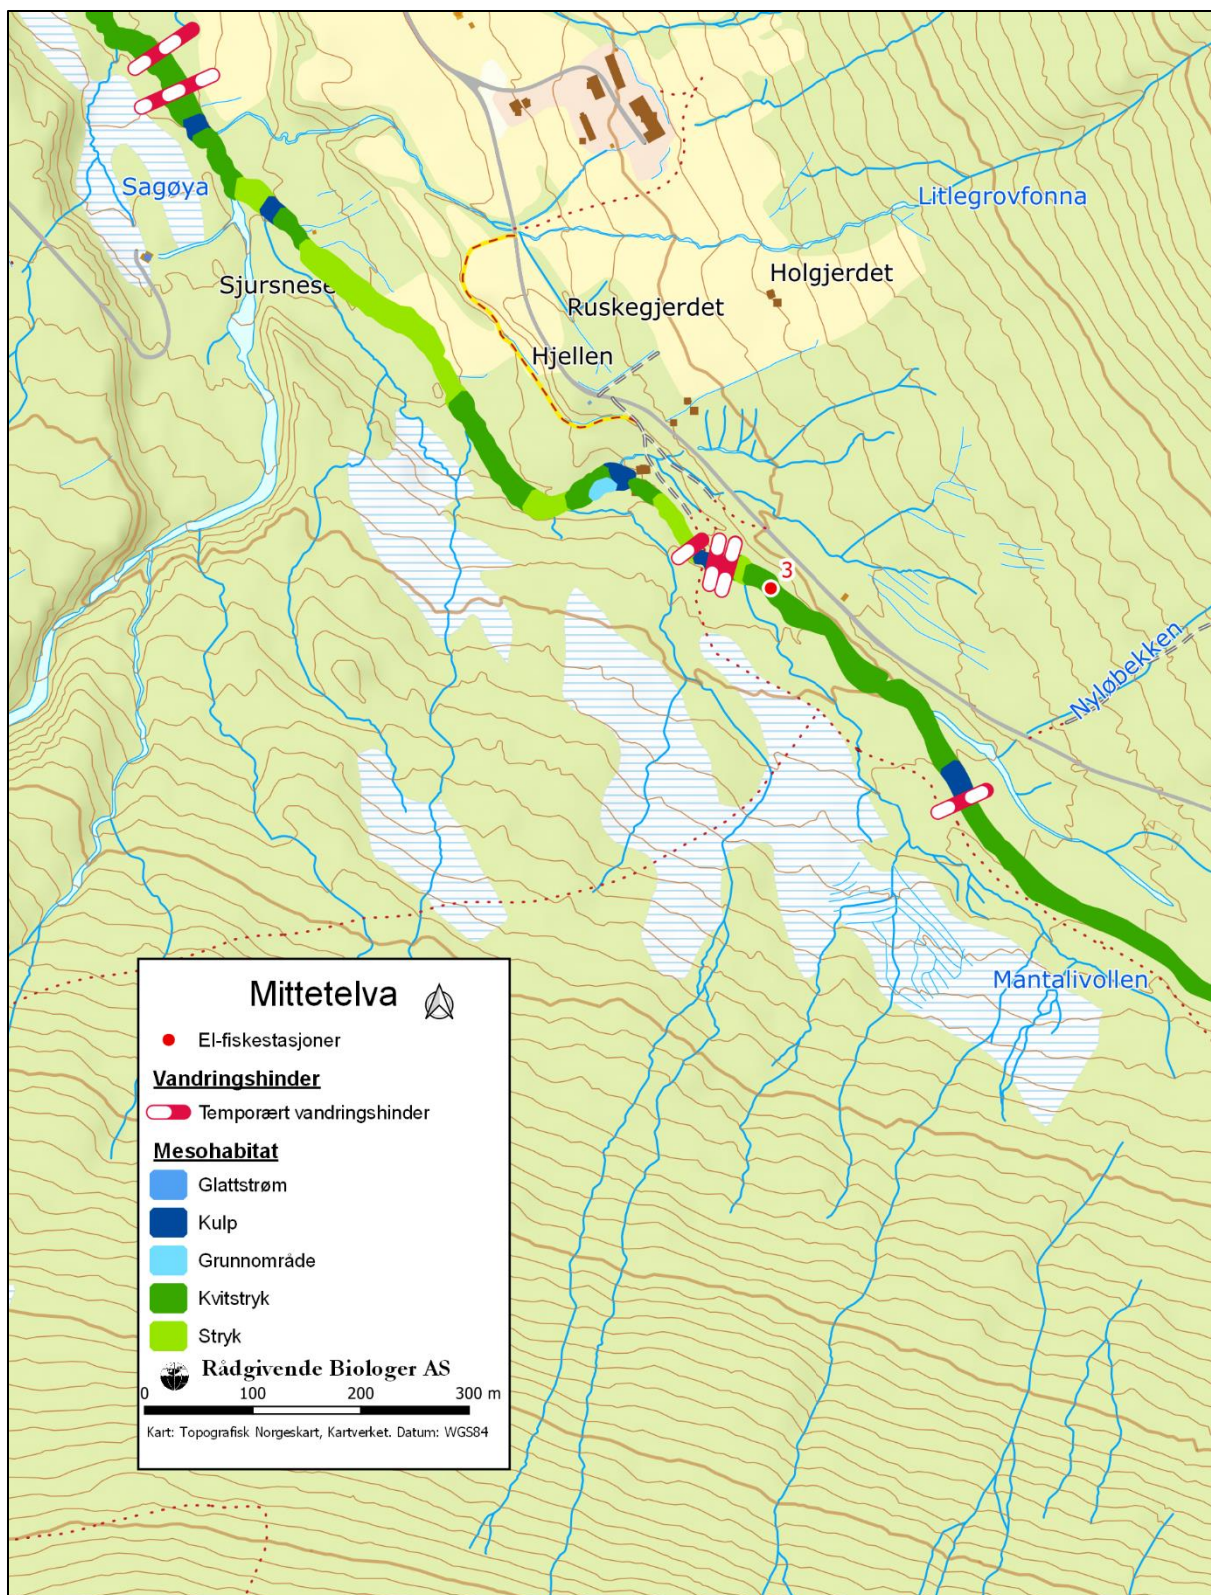 Sagøya
Litlegrovfonna
Sjursnese
Holgjerdet
Ruskegjerdet
Hjellen
3
Nyløbekken
Mantalivollen
Mittetelva
El-fiskestasjoner
Vandringshinder
Temporært vandringshinder
Mesohabitat
Glattstrøm
Kulp
Grunnområde
Kvitstryk
Stryk
Rådgivende Biologer AS
0 100 200 300 m
Kart: Topografisk Norgeskart, Kartverket. Datum: WGS84